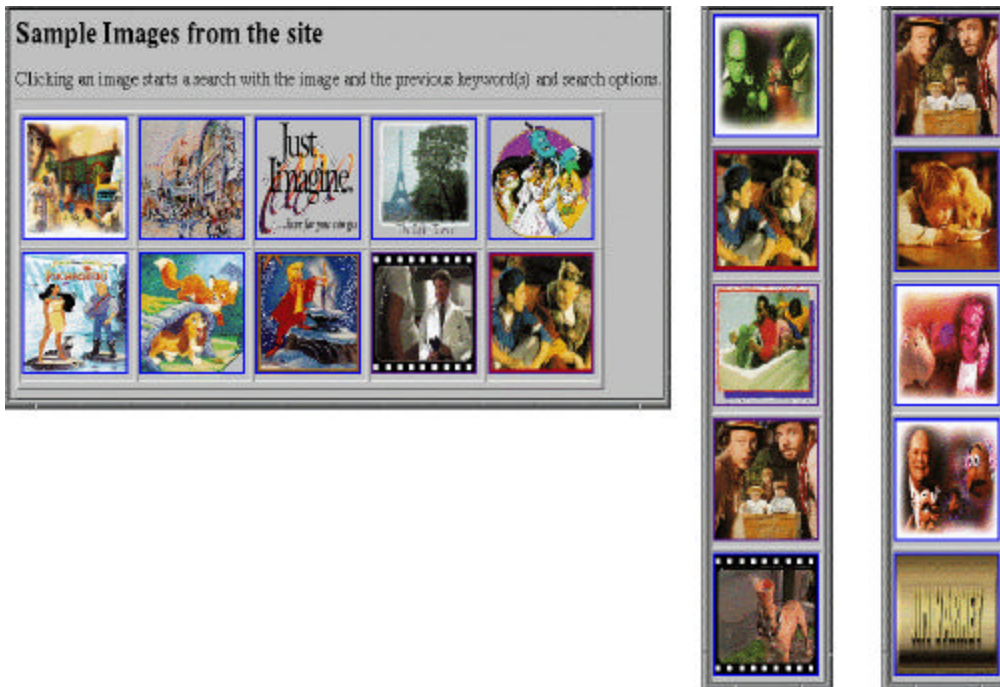 Sample Images from the site
Clicking an image starts a search with the image and the previous keyword(s) and search options.
Just
Imagine